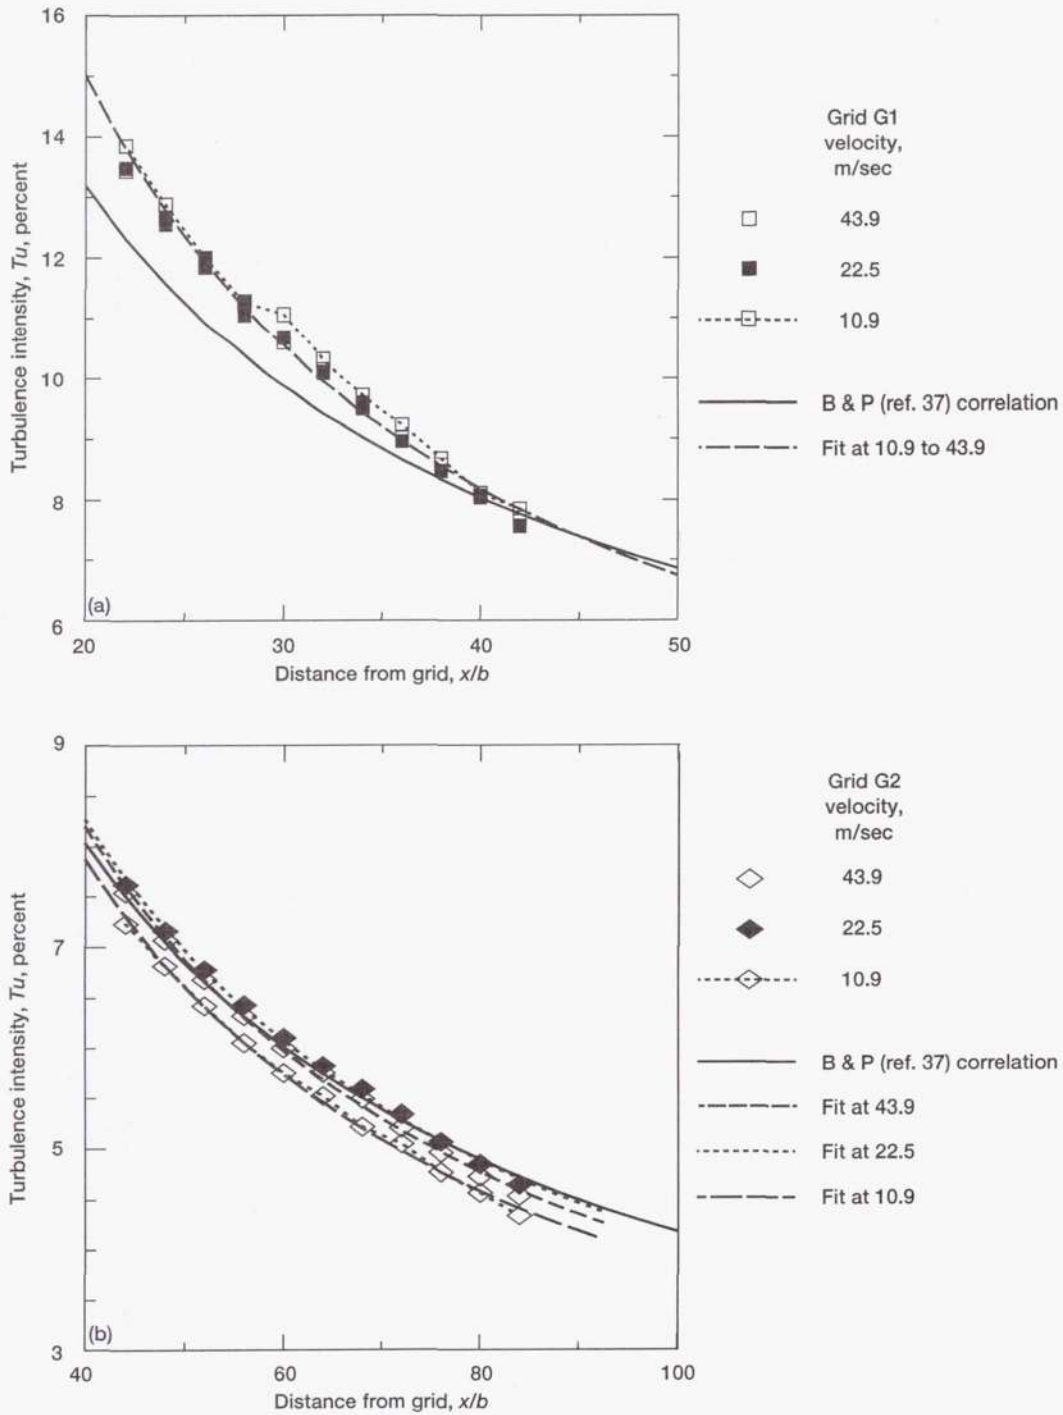 16
14
12
10
8
6
Turbulence intensity, Tu, percent
(a)
20
30
40
50
Distance from grid, x/b
Grid G1
velocity,
m/sec
43.9
22.5
10.9
B & P (ref. 37) correlation
Fit at 10.9 to 43.9
9
7
5
3
Turbulence intensity, Tu, percent
(b)
40
60
80
100
Distance from grid, x/b
Grid G2
velocity,
m/sec
43.9
22.5
10.9
B & P (ref. 37) correlation
Fit at 43.9
Fit at 22.5
Fit at 10.9